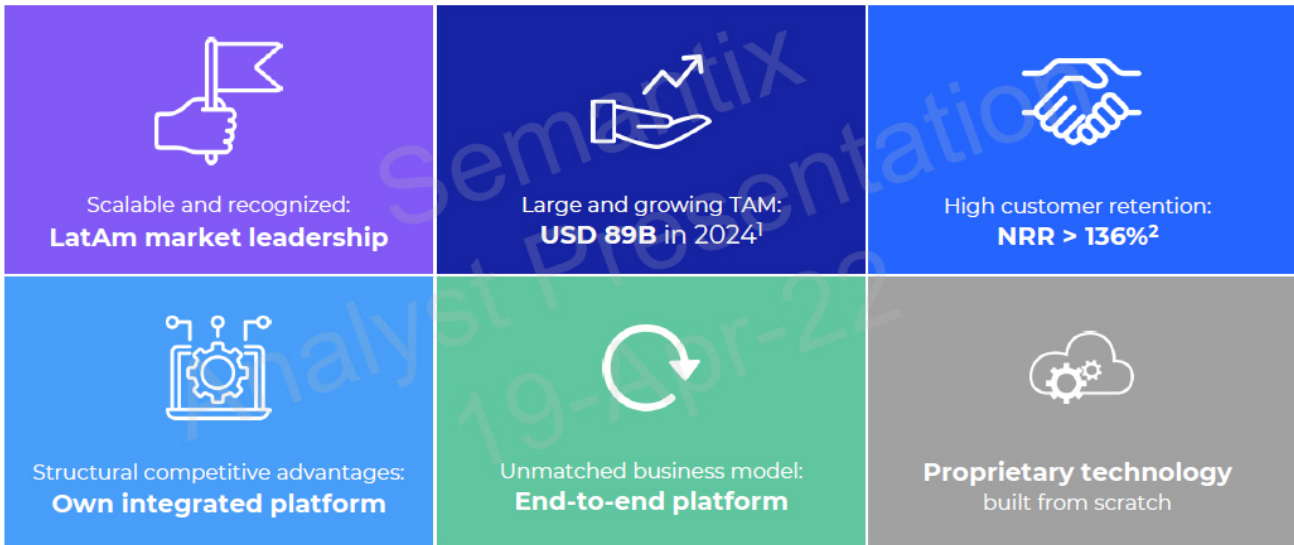 Scalable and recognized:
LatAm market leadership
Large and growing TAM:
USD 89B in 2024¹
High customer retention:
NRR > 136%²
Structural competitive advantages:
Own integrated platform
Unmatched business model:
End-to-end platform
Proprietary technology
built from scratch
Semantix
Analyst Presentation
19-Apr-22